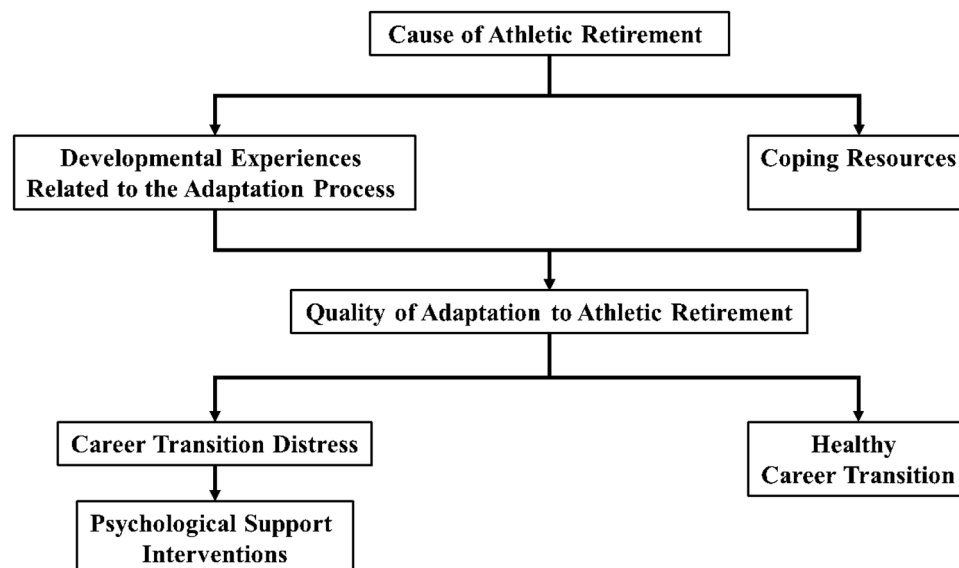 Cause of Athletic Retirement
Developmental Experiences
Related to the Adaptation Process
Coping Resources
Quality of Adaptation to Athletic Retirement
Career Transition Distress
Healthy
Career Transition
Psychological Support
Interventions